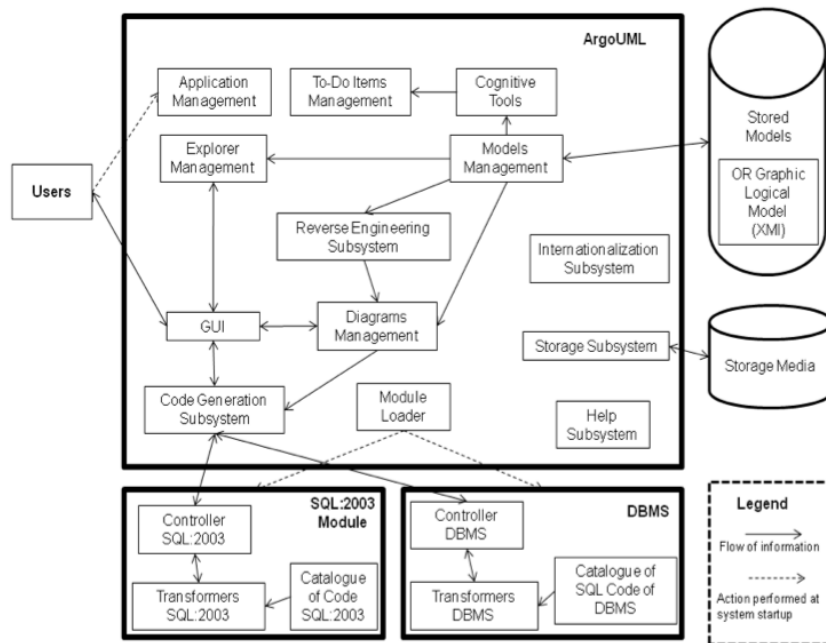 ArgoUML
Application
Management
To-Do Items
Management
Cognitive
Tools
Explorer
Management
Models
Management
Users
Reverse Engineering
Subsystem
Internationalization
Subsystem
GUI
Diagrams
Management
Storage Subsystem
Code Generation
Subsystem
Module
Loader
Help
Subsystem
Stored
Models
OR Graphic
Logical
Model
(XMI)
Storage Media
SQL:2003
Module
Controller
SQL:2003
Transformers
SQL:2003
Catalogue
of Code
SQL:2003
DBMS
Controller
DBMS
Transformers
DBMS
Catalogue of
SQL Code of
DBMS
Legend
Flow of information
Action performed at
system startup